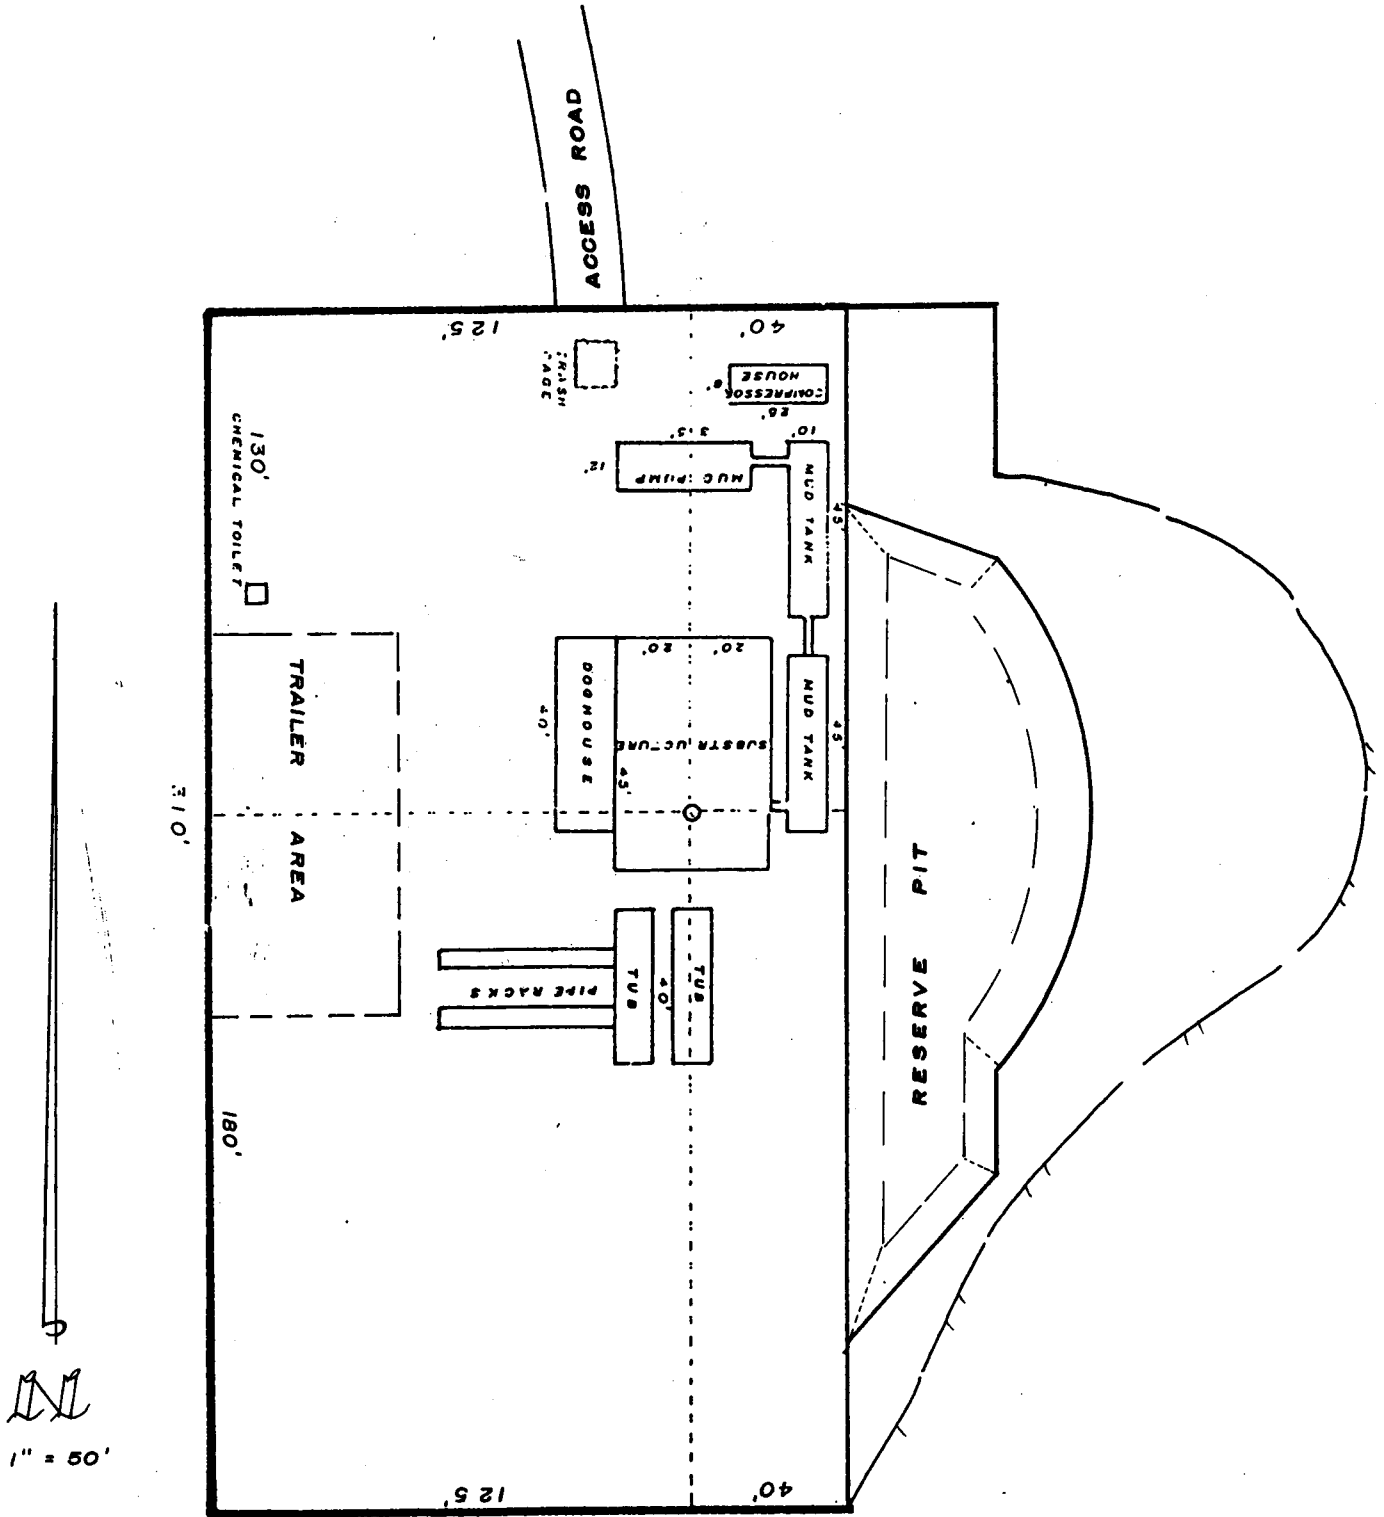 ACCESS ROAD
125'
40'
TRASH
CAGE
COMPRESSOR
HOUSE
8'
26'
130'
CHEMICAL TOILET
35'
12'
MUD PUMP
10'
MUD TANK
45'
TRAILER AREA
DOGHOUSE
40'
20'
20'
SUBSTRUCTURE
45'
MUD TANK
45'
310'
RESERVE PIT
PIPE RACKS
TUB
40'
TUB
180'
N
1" = 50'
125'
40'